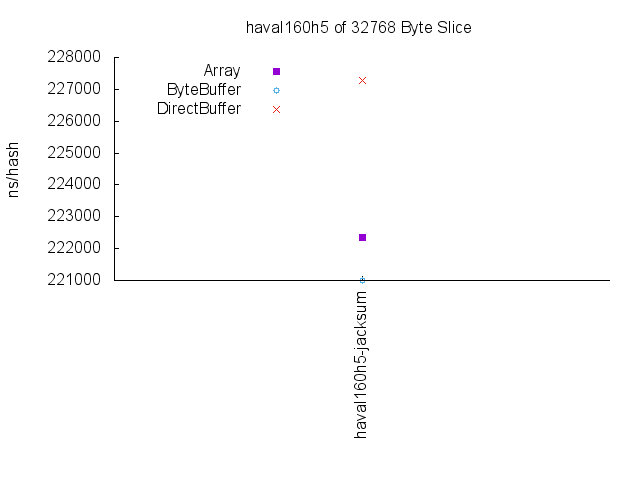 haval160h5 of 32768 Byte Slice
228000
227000
226000
225000
224000
223000
222000
221000
ns/hash
Array
ByteBuffer
DirectBuffer
haval160h5-jacksum